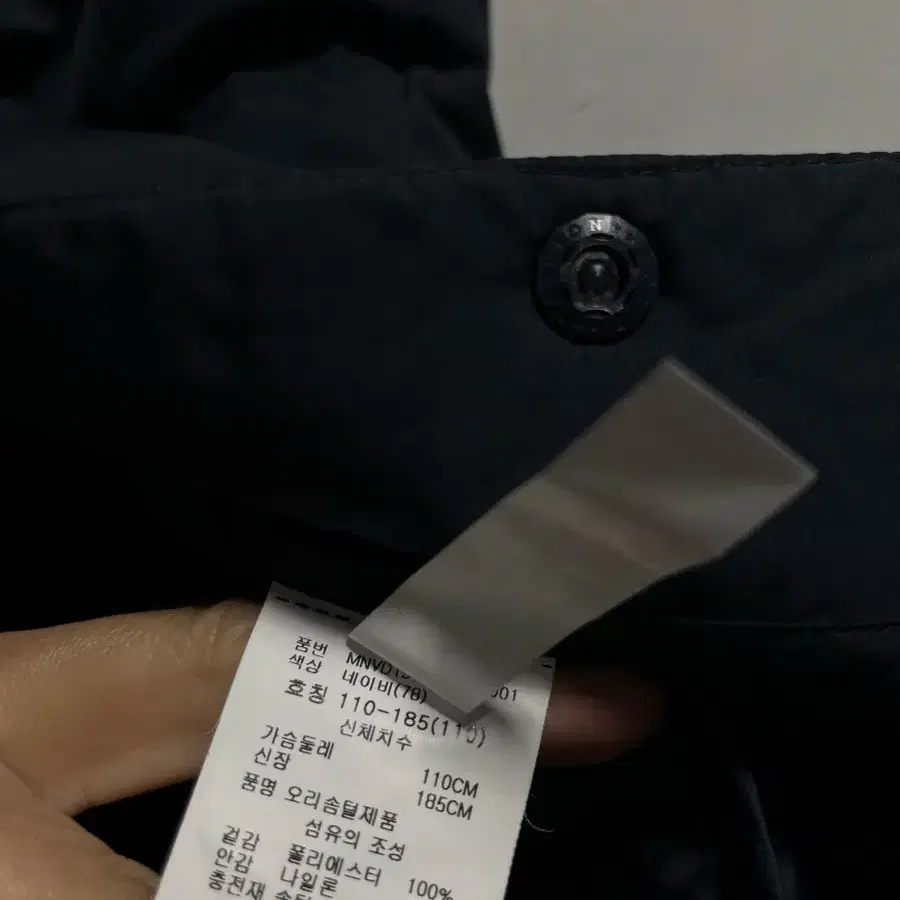 품번 MNVD1
색상 네이비(78) 001
호칭 110-185(110)
신체치수
가슴둘레 110CM
신장 185CM
품명 오리솜털제품
섬유의 조성
겉감 폴리에스터 100%
안감 나일론
충전재